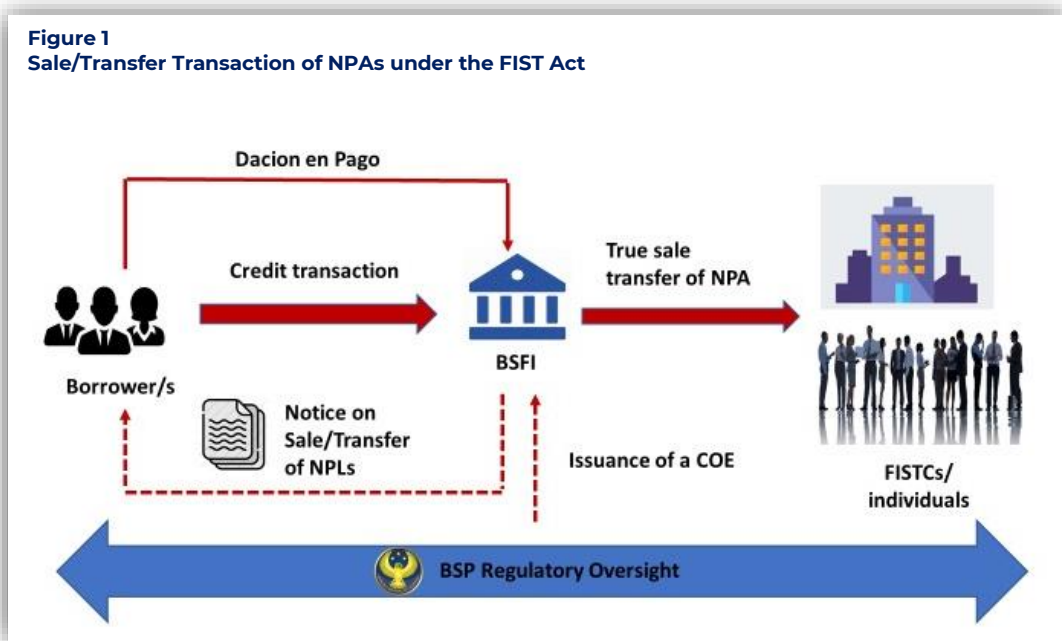 Figure 1
Sale/Transfer Transaction of NPAs under the FIST Act
Dacion en Pago
Credit transaction
True sale
transfer of NPA
BSFI
Borrower/s
Notice on
Sale/Transfer
of NPLs
Issuance of a COE
FISTCs/
individuals
BSP Regulatory Oversight